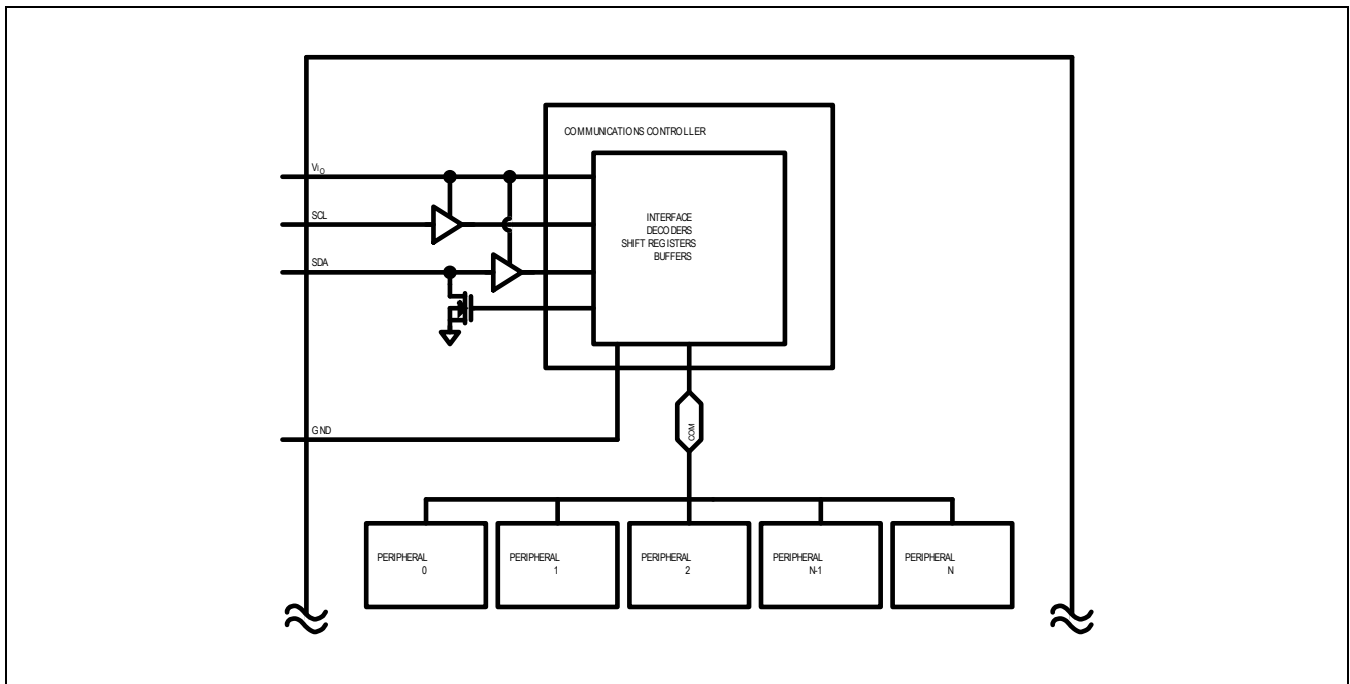 COMMUNICATIONS CONTROLLER
VIO
SCL
INTERFACE
DECODERS
SHIFT REGISTERS
BUFFERS
SDA
GND
COM
PERIPHERAL
0
PERIPHERAL
1
PERIPHERAL
2
PERIPHERAL
N-1
PERIPHERAL
N